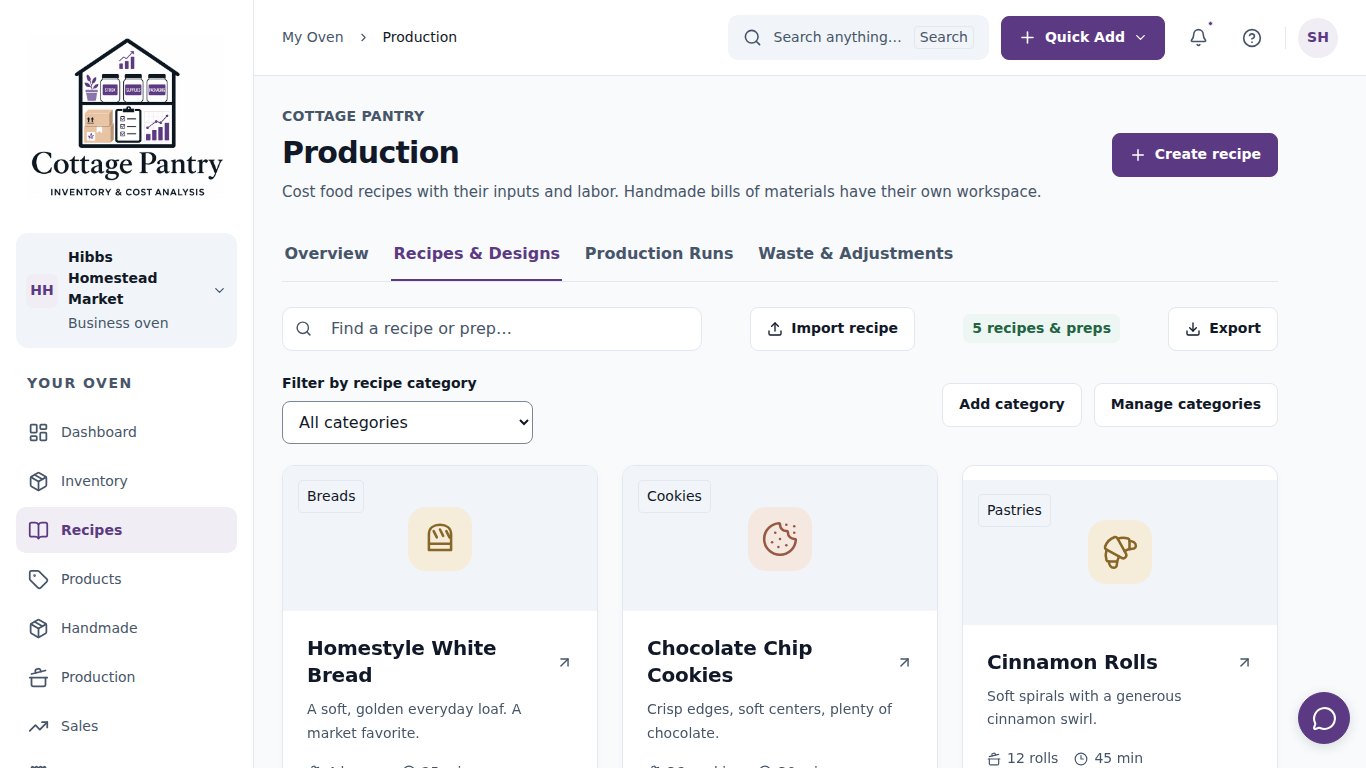 Cottage Pantry
INVENTORY & COST ANALYSIS
HH
Hibbs
Homestead
Market
Business oven
YOUR OVEN
Dashboard
Inventory
Recipes
Products
Handmade
Production
Sales
My Oven > Production
Search anything... Search
Quick Add
SH
COTTAGE PANTRY
Production
Create recipe
Cost food recipes with their inputs and labor. Handmade bills of materials have their own workspace.
Overview Recipes & Designs Production Runs Waste & Adjustments
Find a recipe or prep...
Import recipe
5 recipes & preps
Export
Filter by recipe category
All categories
Add category
Manage categories
Breads
Homestyle White
Bread
A soft, golden everyday loaf. A
market favorite.
Cookies
Chocolate Chip
Cookies
Crisp edges, soft centers, plenty of
chocolate.
Pastries
Cinnamon Rolls
Soft spirals with a generous
cinnamon swirl.
12 rolls 45 min